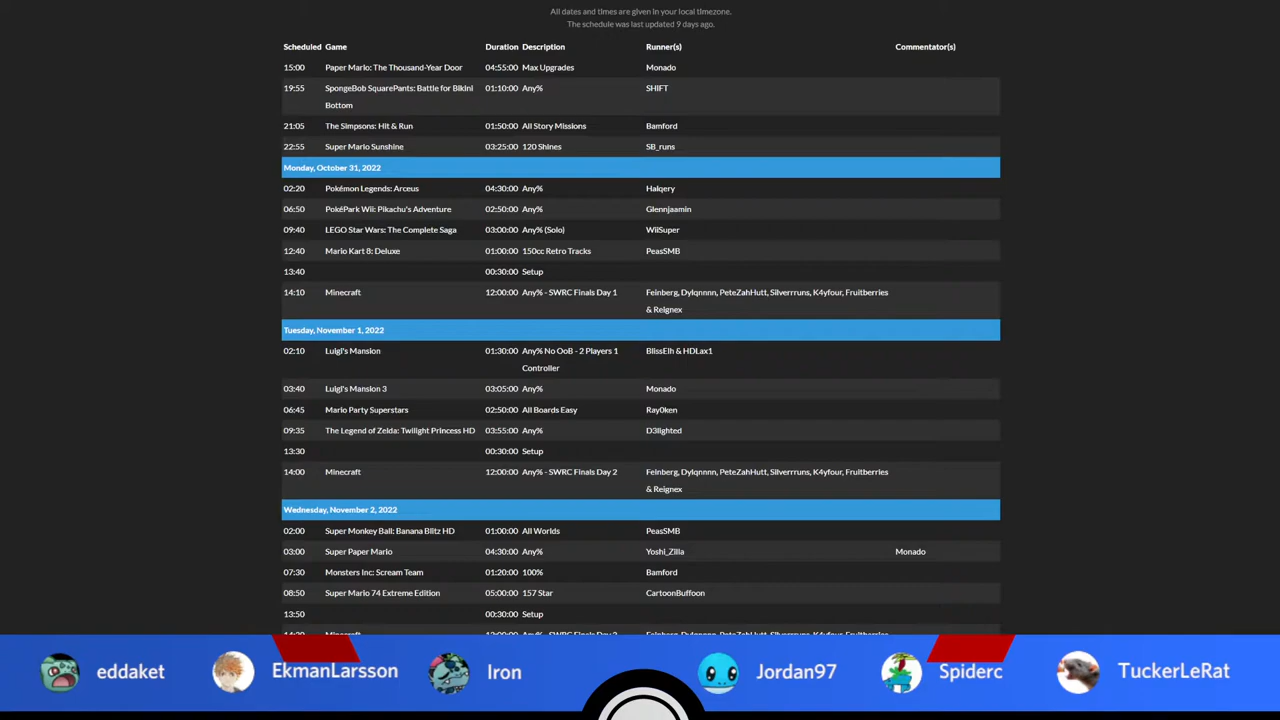 All dates and times are given in your local timezone.
The schedule was last updated 9 days ago.
Scheduled Game Duration Description Runner(s) Commentator(s)
15:00 Paper Mario: The Thousand-Year Door 04:55:00 Max Upgrades Monado
19:55 SpongeBob SquarePants: Battle for Bikini 01:10:00 Any% SHIFT
Bottom
21:05 The Simpsons: Hit & Run 01:50:00 All Story Missions Bamford
22:55 Super Mario Sunshine 03:25:00 120 Shines SB_runs
Monday, October 31, 2022
02:20 Pokémon Legends: Arceus 04:30:00 Any% Halqery
06:50 PokéPark Wii: Pikachu's Adventure 02:50:00 Any% Glennjaamin
09:40 LEGO Star Wars: The Complete Saga 03:00:00 Any% (Solo) WiiSuper
12:40 Mario Kart 8: Deluxe 01:00:00 150cc Retro Tracks PeasSMB
13:40 00:30:00 Setup
14:10 Minecraft 12:00:00 Any% - SWRC Finals Day 1 Feinberg, Dylqnnnn, PeteZahHutt, Silverrruns, K4yfour, Fruitberries
& Reignex
Tuesday, November 1, 2022
02:10 Luigi's Mansion 01:30:00 Any% No OoB - 2 Players 1 BlissElh & HDLax1
Controller
03:40 Luigi's Mansion 3 03:05:00 Any% Monado
06:45 Mario Party Superstars 02:50:00 All Boards Easy Ray0ken
09:35 The Legend of Zelda: Twilight Princess HD 03:55:00 Any% D3lighted
13:30 00:30:00 Setup
14:00 Minecraft 12:00:00 Any% - SWRC Finals Day 2 Feinberg, Dylqnnnn, PeteZahHutt, Silverrruns, K4yfour, Fruitberries
& Reignex
Wednesday, November 2, 2022
02:00 Super Monkey Ball: Banana Blitz HD 01:00:00 All Worlds PeasSMB
03:00 Super Paper Mario 04:30:00 Any% Yoshi_Zilla Monado
07:30 Monsters Inc: Scream Team 01:20:00 100% Bamford
08:50 Super Mario 74 Extreme Edition 05:00:00 157 Star CartoonBuffoon
13:50 00:30:00 Setup
eddaket EkmanLarsson Iron Jordan97 Spiderc TuckerLeRat